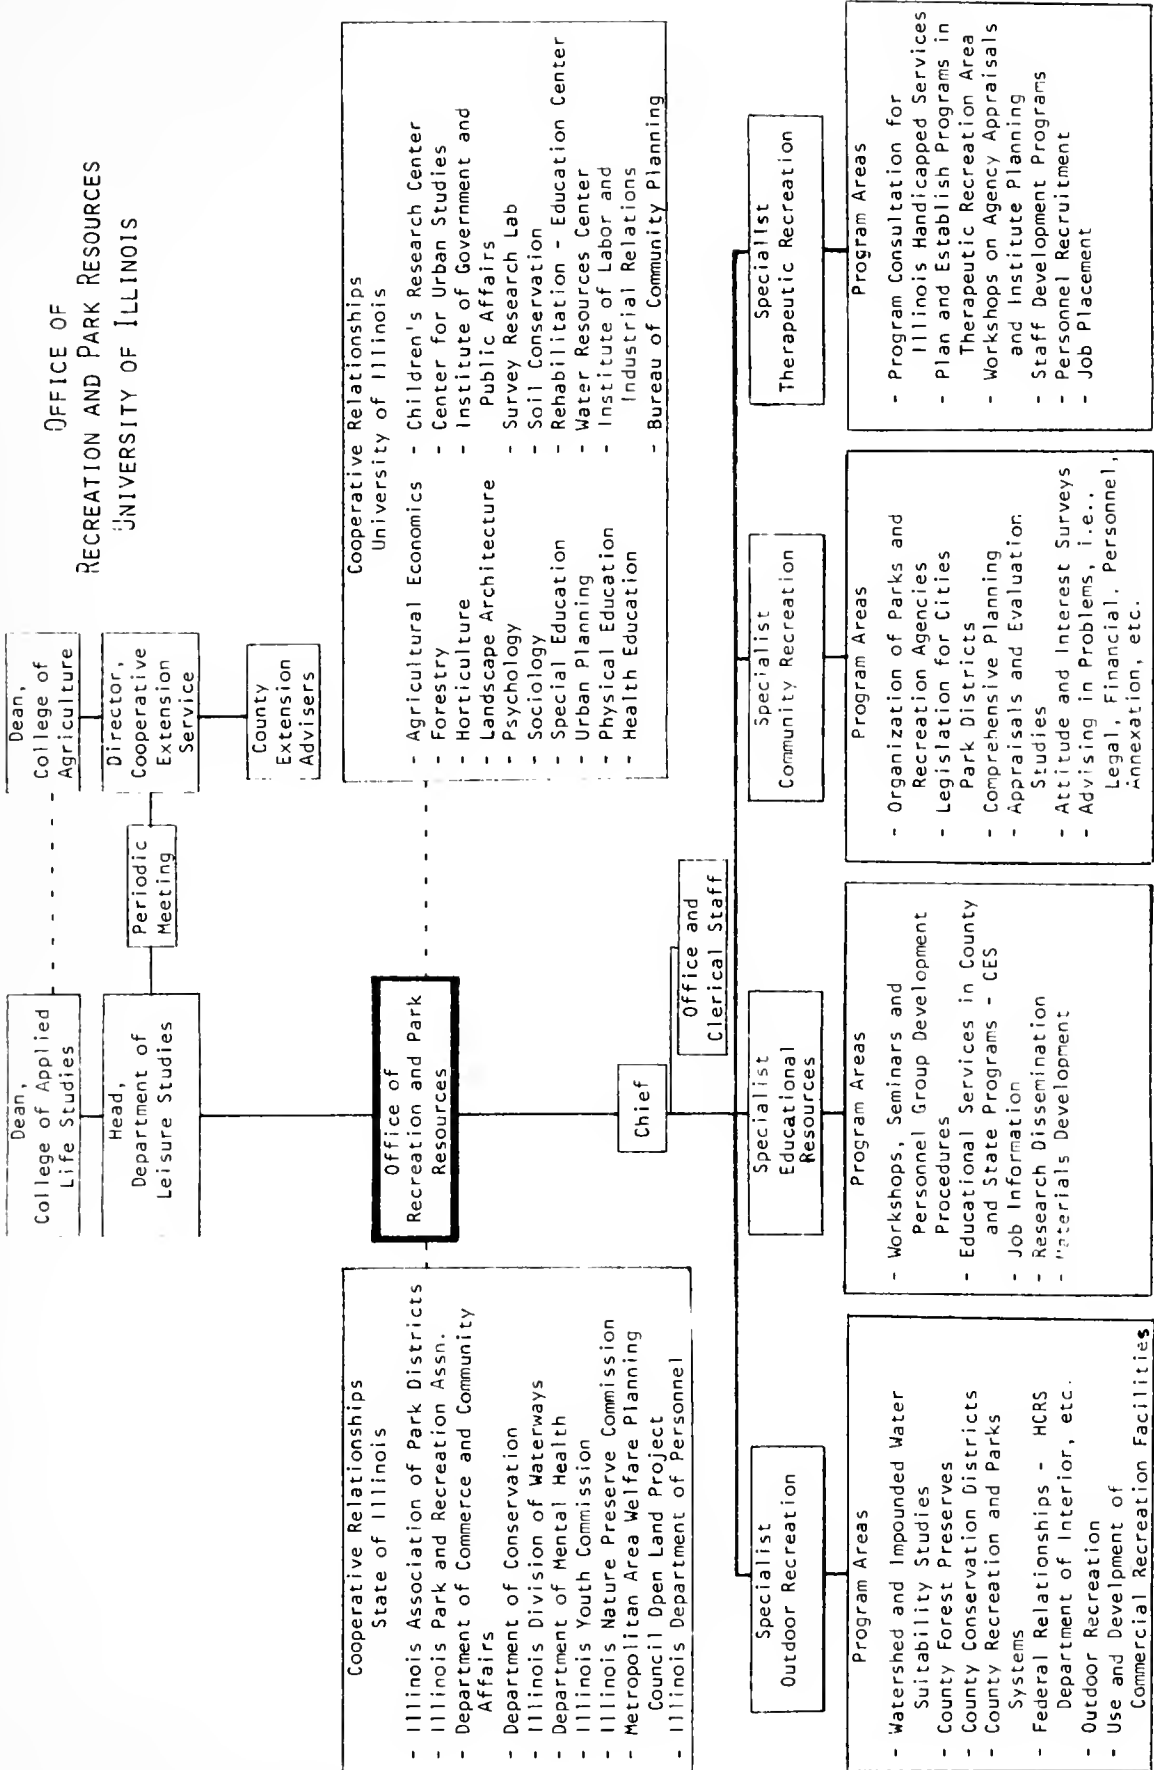 OFFICE OF
RECREATION AND PARK RESOURCES
UNIVERSITY OF ILLINOIS
Dean,
College of Applied
Life Studies
Dean,
College of
Agriculture
Head,
Department of
Leisure Studies
Periodic
Meeting
Director,
Cooperative
Extension
Service
County
Extension
Advisers
Cooperative Relationships
State of Illinois
- Illinois Association of Park Districts
- Illinois Park and Recreation Assn.
- Department of Commerce and Community
Affairs
- Department of Conservation
- Illinois Division of Waterways
- Department of Mental Health
- Illinois Youth Commission
- Illinois Nature Preserve Commission
- Metropolitan Area Welfare Planning
Council Open Land Project
- Illinois Department of Personnel
Office of
Recreation and Park
Resources
Cooperative Relationships
University of Illinois
- Agricultural Economics
- Forestry
- Horticulture
- Landscape Architecture
- Psychology
- Sociology
- Special Education
- Urban Planning
- Physical Education
- Health Education
- Children's Research Center
- Center for Urban Studies
- Institute of Government and
Public Affairs
- Survey Research Lab
- Soil Conservation
- Rehabilitation - Education Center
- Water Resources Center
- Institute of Labor and
Industrial Relations
- Bureau of Community Planning
Chief
Office and
Clerical Staff
Specialist
Outdoor Recreation
Specialist
Educational
Resources
Specialist
Community Recreation
Specialist
Therapeutic Recreation
Program Areas
- Watershed and Impounded Water
Suitability Studies
- County Forest Preserves
- County Conservation Districts
- County Recreation and Parks
Systems
- Federal Relationships - HCRS
Department of Interior, etc.
- Outdoor Recreation
- Use and Develpment of
Commercial Recreation Facilities
Program Areas
- Workshops, Seminars and
Personnel Group Development
Procedures
- Educational Services in County
and State Programs - CES
- Job Information
- Research Dissemination
- Materials Development
Program Areas
- Organization of Parks and
Recreation Agencies
- Legislation for Cities
Park Districts
- Comprehensive Planning
- Appraisals and Evaluation
Studies
- Attitude and Interest Surveys
- Advising in Problems, i.e.,
Legal, Financial, Personnel,
Annexation, etc.
Program Areas
- Program Consultation for
Illinois Handicapped Services
- Plan and Establish Programs in
Therapeutic Recreation Area
- Workshops on Agency Appraisals
and Institute Planning
- Staff Development Programs
- Personnel Recruitment
- Job Placement